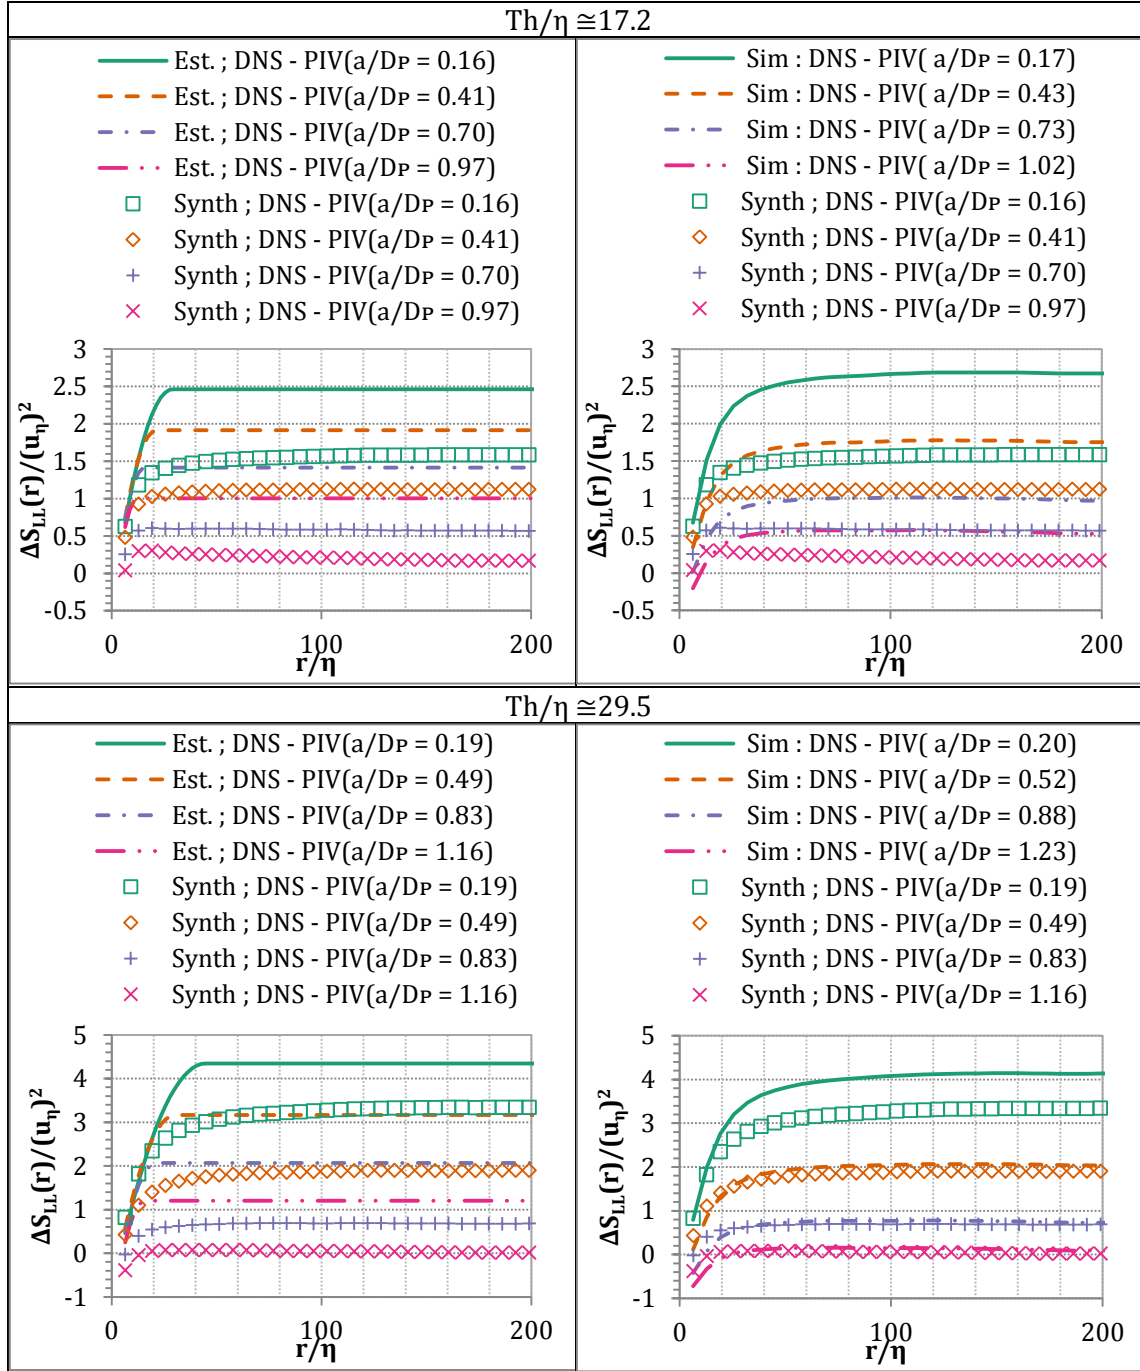 Th/η ≅17.2
Est. ; DNS - PIV(a/DP = 0.16)
Est. ; DNS - PIV(a/DP = 0.41)
Est. ; DNS - PIV(a/DP = 0.70)
Est. ; DNS - PIV(a/DP = 0.97)
Synth ; DNS - PIV(a/DP = 0.16)
Synth ; DNS - PIV(a/DP = 0.41)
Synth ; DNS - PIV(a/DP = 0.70)
Synth ; DNS - PIV(a/DP = 0.97)
3
2.5
2
1.5
1
0.5
0
-0.5
ΔS_LL(r)/(u_η)²
0 100 200
r/η
Sim : DNS - PIV( a/DP = 0.17)
Sim : DNS - PIV( a/DP = 0.43)
Sim : DNS - PIV( a/DP = 0.73)
Sim : DNS - PIV( a/DP = 1.02)
Synth ; DNS - PIV(a/DP = 0.16)
Synth ; DNS - PIV(a/DP = 0.41)
Synth ; DNS - PIV(a/DP = 0.70)
Synth ; DNS - PIV(a/DP = 0.97)
3
2.5
2
1.5
1
0.5
0
-0.5
ΔS_LL(r)/(u_η)²
0 100 200
r/η
Th/η ≅29.5
Est. ; DNS - PIV(a/DP = 0.19)
Est. ; DNS - PIV(a/DP = 0.49)
Est. ; DNS - PIV(a/DP = 0.83)
Est. ; DNS - PIV(a/DP = 1.16)
Synth ; DNS - PIV(a/DP = 0.19)
Synth ; DNS - PIV(a/DP = 0.49)
Synth ; DNS - PIV(a/DP = 0.83)
Synth ; DNS - PIV(a/DP = 1.16)
5
4
3
2
1
0
-1
ΔS_LL(r)/(u_η)²
0 100 200
r/η
Sim : DNS - PIV( a/DP = 0.20)
Sim : DNS - PIV( a/DP = 0.52)
Sim : DNS - PIV( a/DP = 0.88)
Sim : DNS - PIV( a/DP = 1.23)
Synth ; DNS - PIV(a/DP = 0.19)
Synth ; DNS - PIV(a/DP = 0.49)
Synth ; DNS - PIV(a/DP = 0.83)
Synth ; DNS - PIV(a/DP = 1.16)
5
4
3
2
1
0
-1
ΔS_LL(r)/(u_η)²
0 100 200
r/η